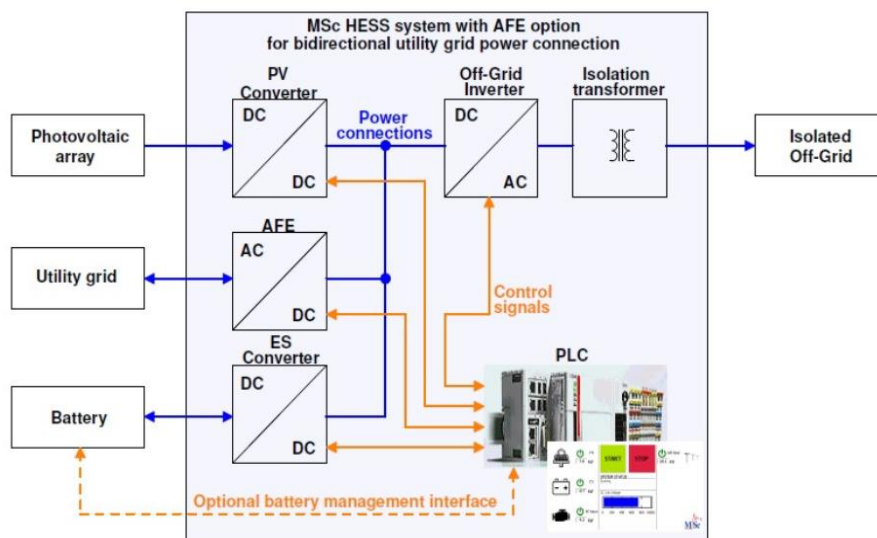 MSc HESS system with AFE option
for bidirectional utility grid power connection
PV
Converter
Off-Grid
Inverter
Isolation
transformer
DC
DC
Power
connections
DC
AC
Photovoltaic
array
Isolated
Off-Grid
AFE
AC
DC
Utility grid
Control
signals
ES
Converter
DC
DC
PLC
Battery
START
STOP
Optional battery management interface
MSc